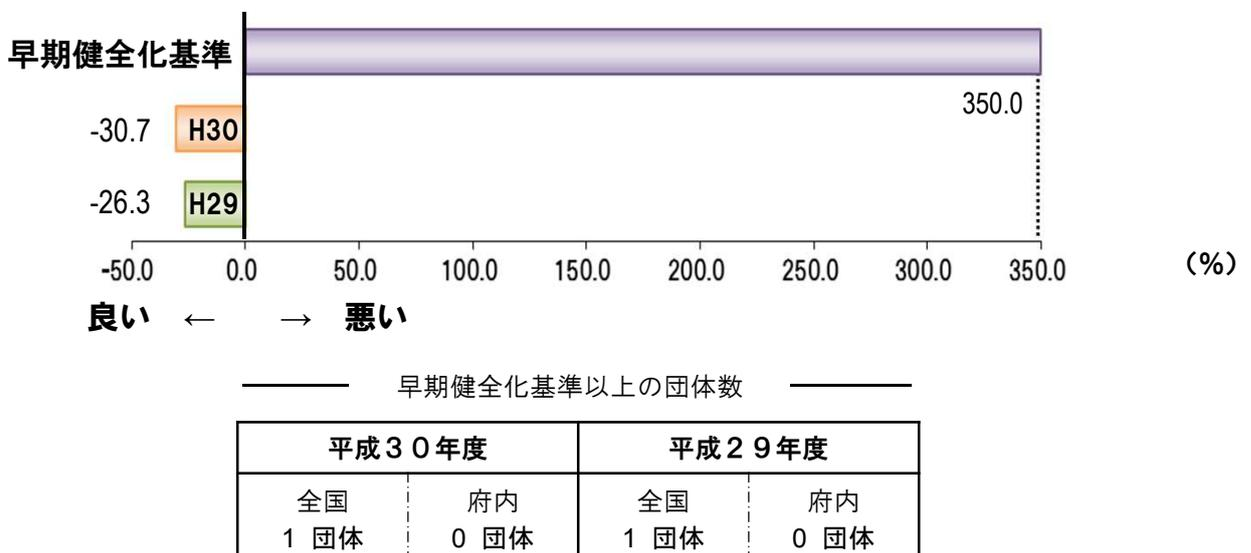 早期健全化基準
350.0
-30.7 H30
-26.3 H29
-50.0 0.0 50.0 100.0 150.0 200.0 250.0 300.0 350.0 （%）
良い ← → 悪い
早期健全化基準以上の団体数
平成３０年度 平成２９年度
全国 府内 全国 府内
1 団体 0 団体 1 団体 0 団体